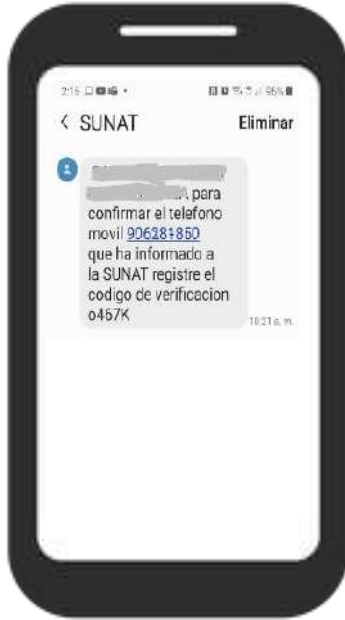 2:15
95%
< SUNAT Eliminar
para
confirmar el telefono
movil 906281850
que ha informado a
la SUNAT registre el
codigo de verificacion
o467K
10:21 a. m.